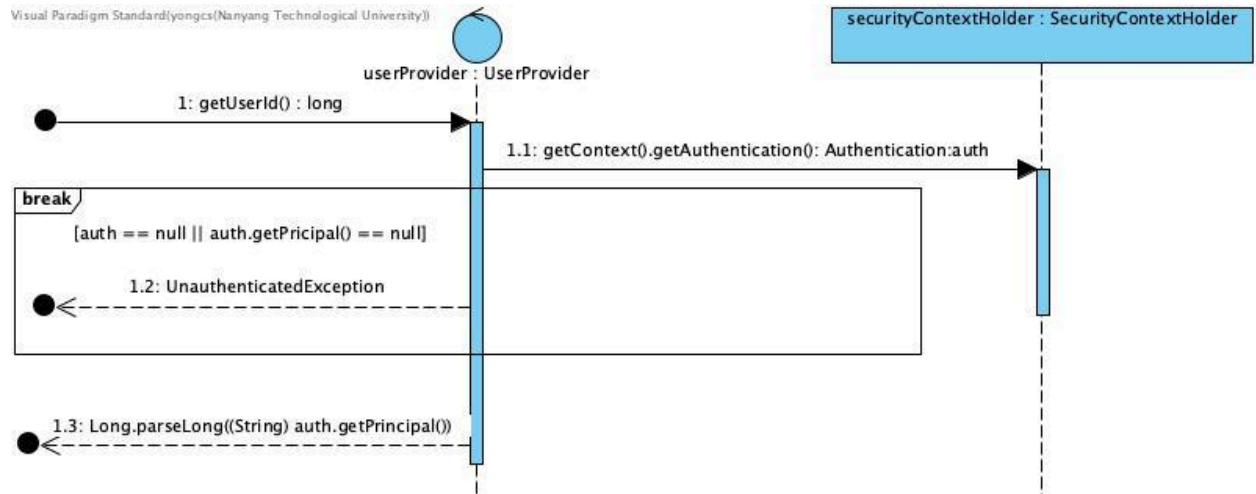 Visual Paradigm Standard(yongcs(Nanyang Technological University))
securityContextHolder : SecurityContextHolder
userProvider : UserProvider
1: getUserId() : long
1.1: getContext().getAuthentication(): Authentication:auth
break
[auth == null || auth.getPricipal() == null]
1.2: UnauthenticatedException
1.3: Long.parseLong((String) auth.getPrincipal())